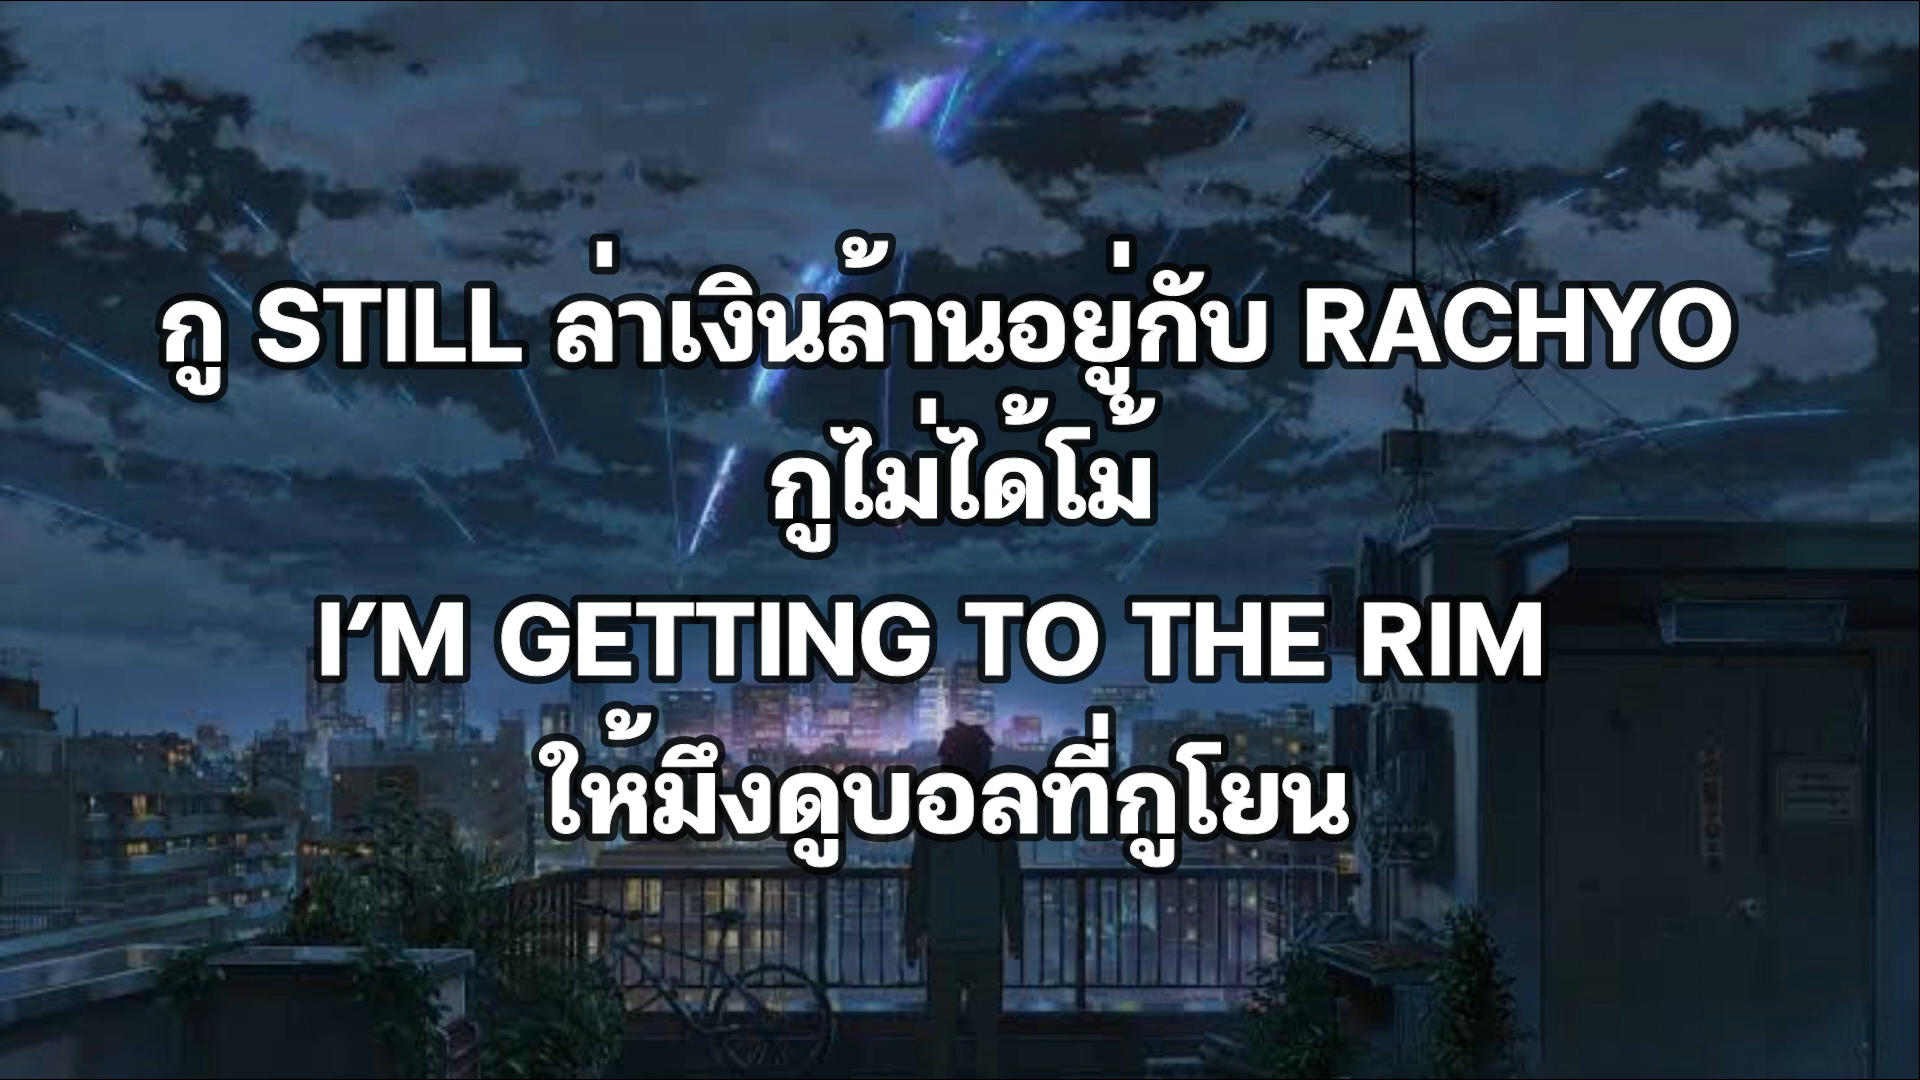 กู STILL ล่าเงินล้านอยู่กับ RACHYO
กูไม่ได้โม้
I'M GETTING TO THE RIM
ให้มึงดูบอลที่กูโยน